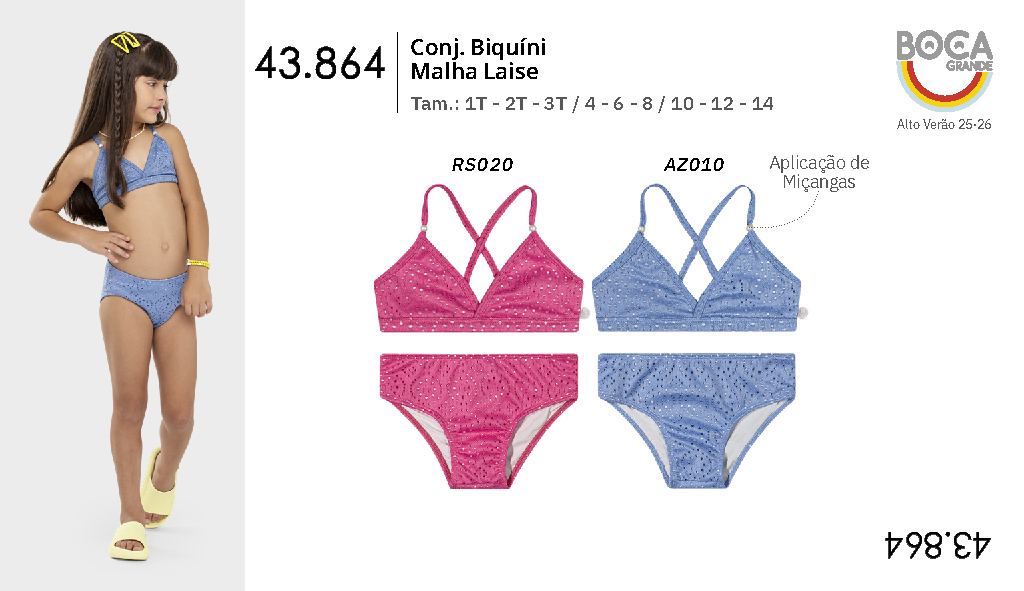 43.864
Conj. Biquíni
Malha Laise
Tam.: 1T - 2T - 3T / 4 - 6 - 8 / 10 - 12 - 14
BOCA
GRANDE
Alto Verão 25-26
RS020
AZ010
Aplicação de
Miçangas
43.864